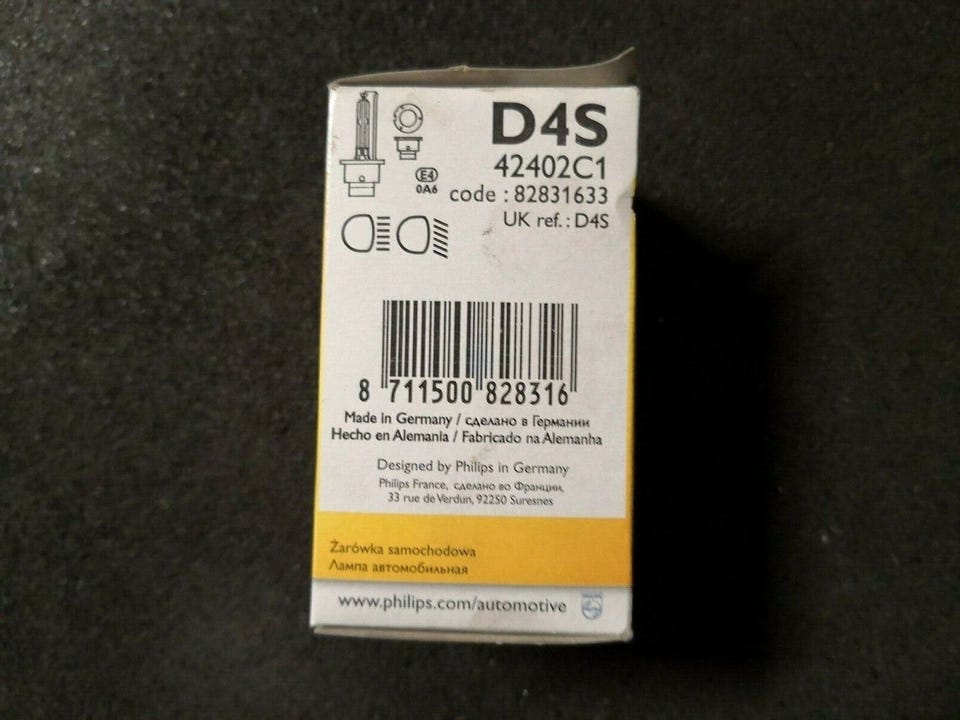 D4S
42402C1
E4
0A6
code : 82831633
UK ref. : D4S
8 711500 828316
Made in Germany / сделано в Германии
Hecho en Alemania / Fabricado na Alemanha
Designed by Philips in Germany
Philips France, сделано во Франции,
33 rue de Verdun, 92250 Suresnes
Żarówka samochodowa
Лампа автомобильная
www.philips.com/automotive